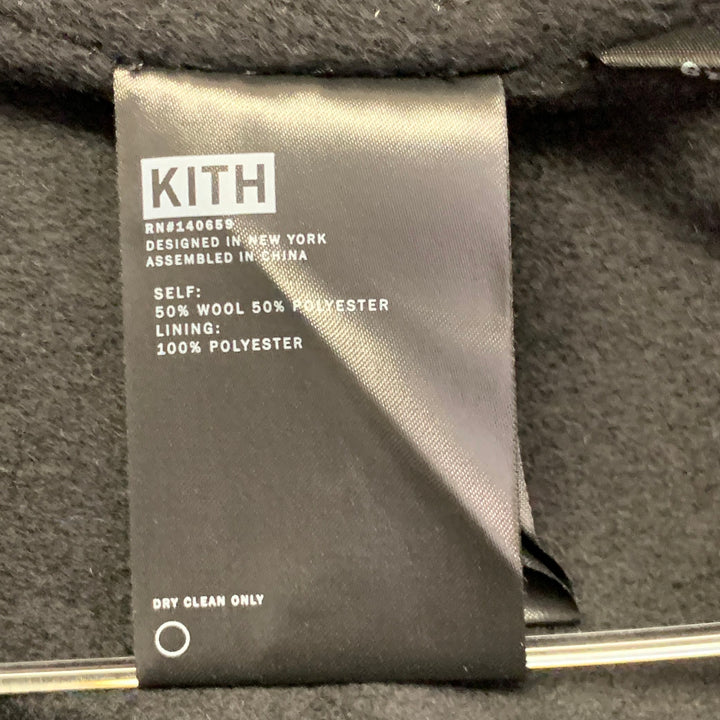 KITH
RN#140659
DESIGNED IN NEW YORK
ASSEMBLED IN CHINA
SELF:
50% WOOL 50% POLYESTER
LINING:
100% POLYESTER
DRY CLEAN ONLY